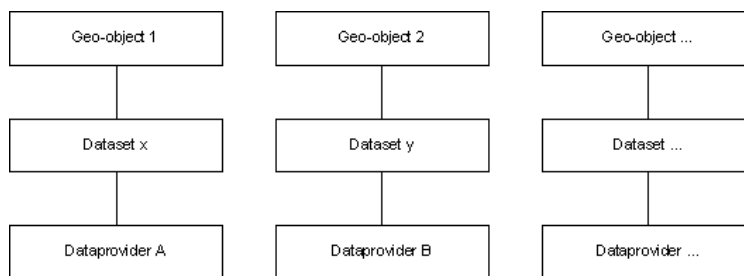 Geo-object 1
Geo-object 2
Geo-object ...
Dataset x
Dataset y
Dataset ...
Dataprovider A
Dataprovider B
Dataprovider ...